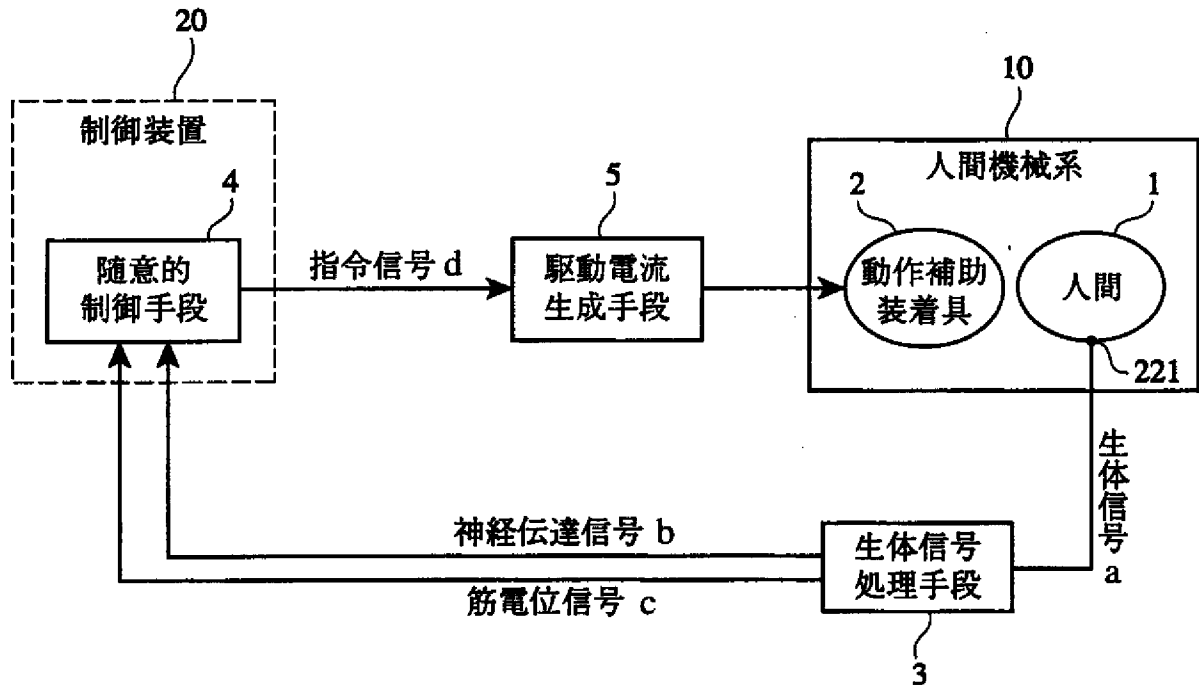 20
制御装置
4
随意的
制御手段
指令信号 d
5
駆動電流
生成手段
10
人間機械系
2
動作補助
装着具
1
人間
221
生体信号 a
神経伝達信号 b
筋電位信号 c
生体信号
処理手段
3